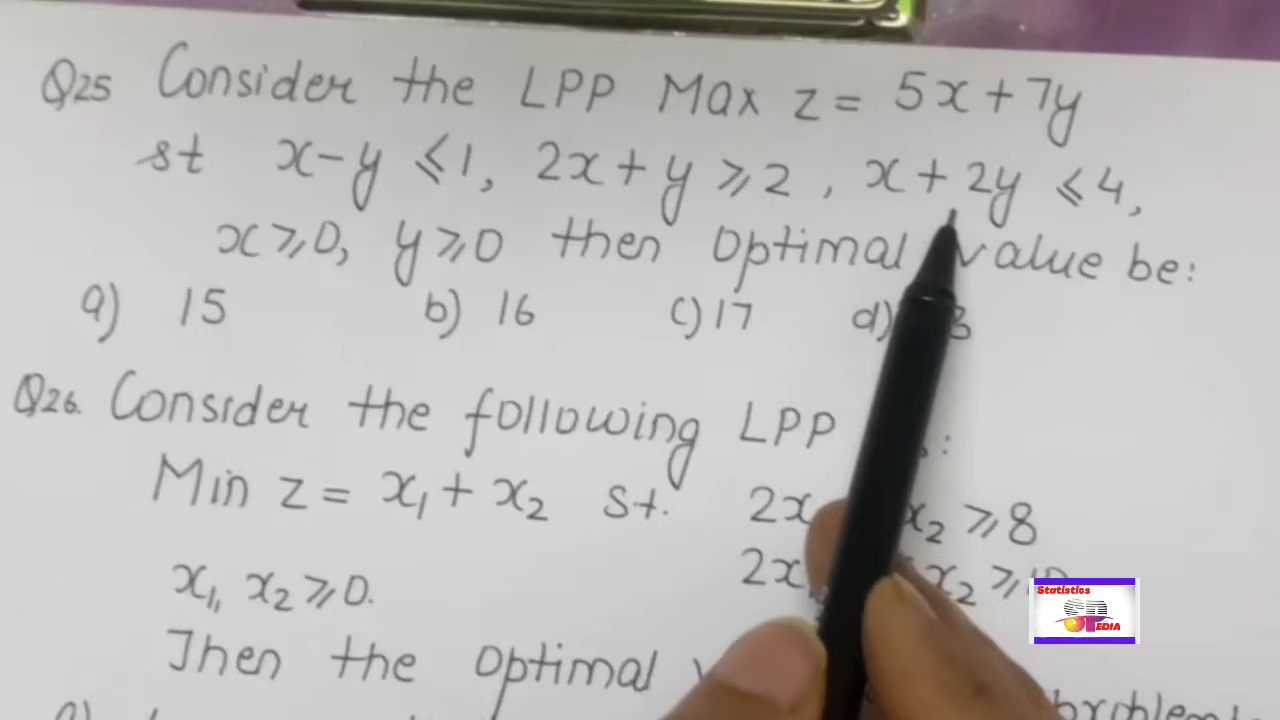 Q25 Consider the LPP Max z = 5x + 7y
st x - y ≤ 1, 2x + y ≥ 2, x + 2y ≤ 4,
x ≥ 0, y ≥ 0 then optimal value be:
a) 15 b) 16 c) 17 d)
Q26. Consider the following LPP
Min z = x₁ + x₂ s.t. 2x x₂ ≥ 8
2x x₂ ≥
x₁, x₂ ≥ 0.
Then the optimal
Statistics
PEDIA